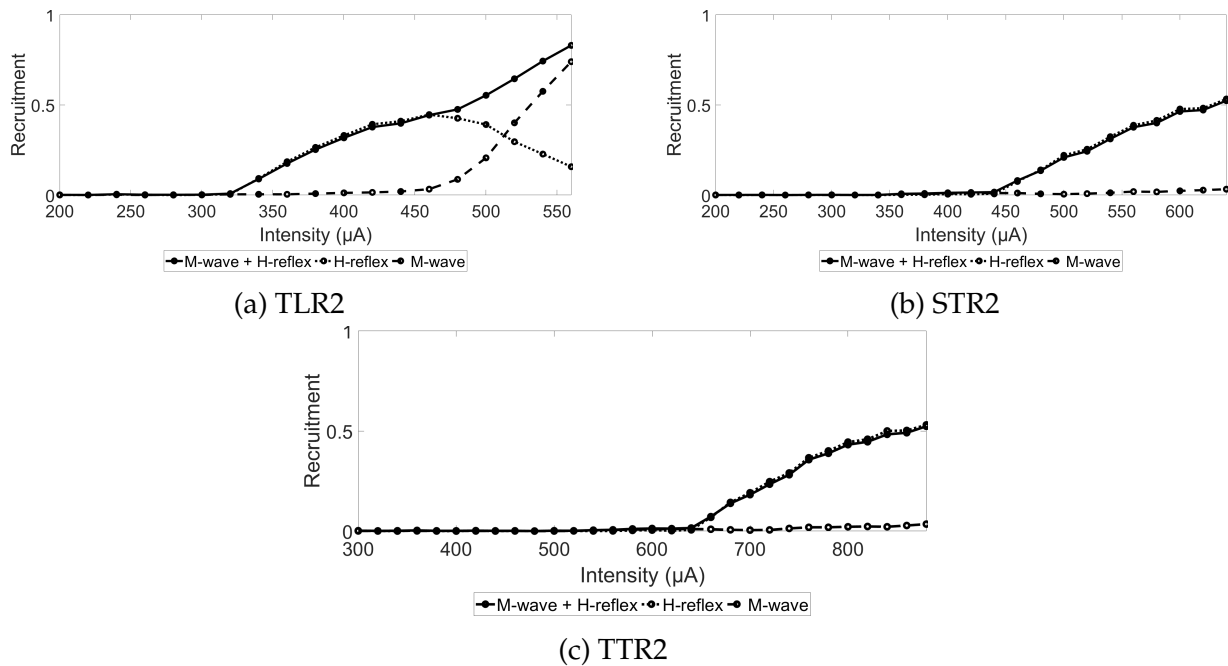 Recruitment
1
0.5
0
200 250 300 350 400 450 500 550
Intensity (µA)
M-wave + H-reflex H-reflex M-wave
(a) TLR2
Recruitment
1
0.5
0
200 250 300 350 400 450 500 550 600
Intensity (µA)
M-wave + H-reflex H-reflex M-wave
(b) STR2
Recruitment
1
0.5
0
300 400 500 600 700 800
Intensity (µA)
M-wave + H-reflex H-reflex M-wave
(c) TTR2